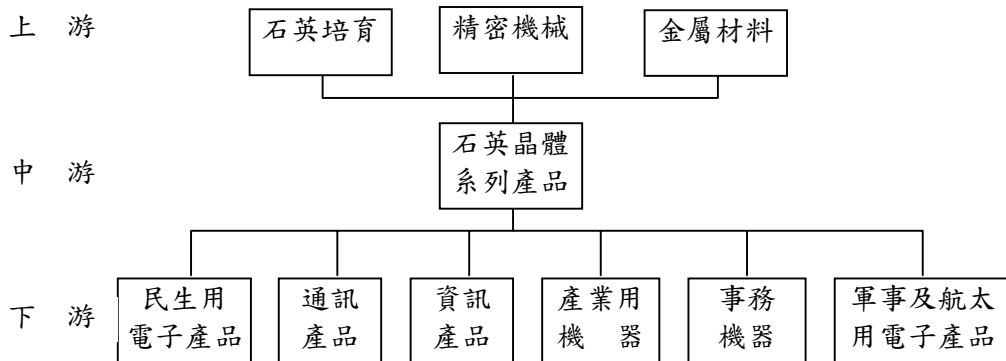 上 游
石英培育
精密機械
金屬材料
中 游
石英晶體
系列產品
下 游
民生用
電子產品
通訊
產品
資訊
產品
產業用
機 器
事務
機器
軍事及航太
用電子產品